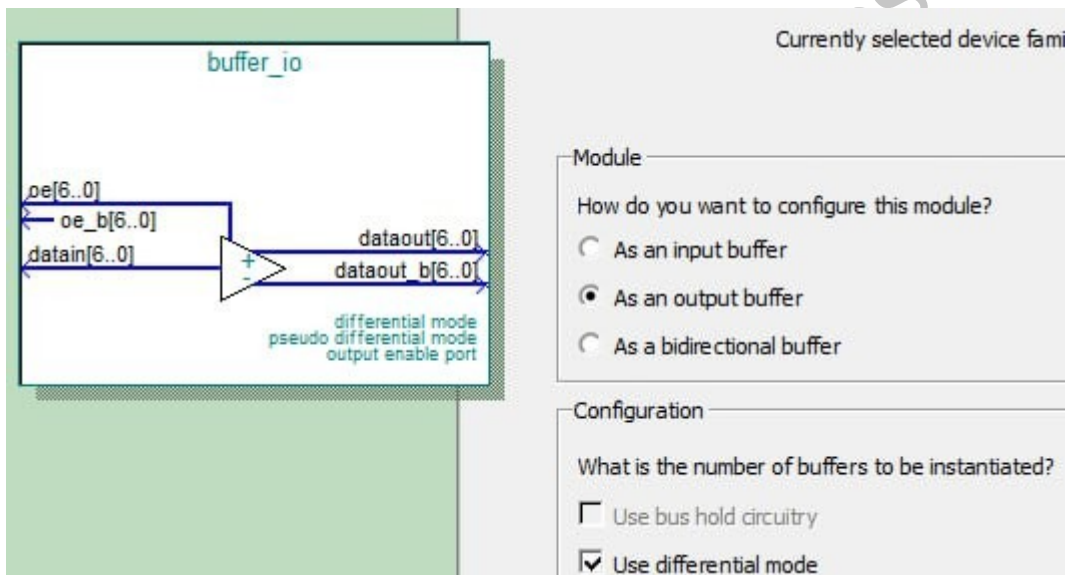 buffer_io
oe[6..0]
oe_b[6..0]
datain[6..0]
dataout[6..0]
dataout_b[6..0]
+
-
differential mode
pseudo differential mode
output enable port
Currently selected device fami
Module
How do you want to configure this module?
As an input buffer
As an output buffer
As a bidirectional buffer
Configuration
What is the number of buffers to be instantiated?
Use bus hold circuitry
Use differential mode